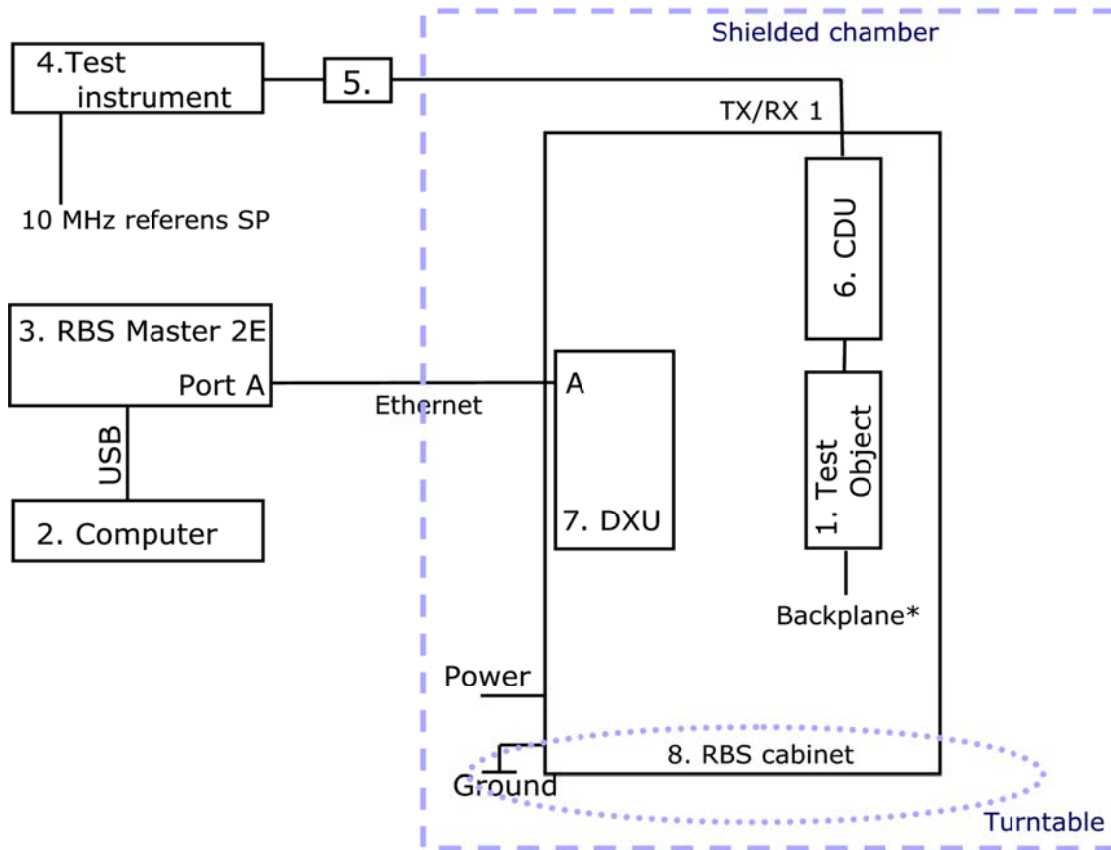 Shielded chamber
4.Test
instrument
5.
TX/RX 1
10 MHz referens SP
6. CDU
3. RBS Master 2E
Port A
Ethernet
A
USB
1. Test
Object
7. DXU
2. Computer
Backplane*
Power
8. RBS cabinet
Ground
Turntable